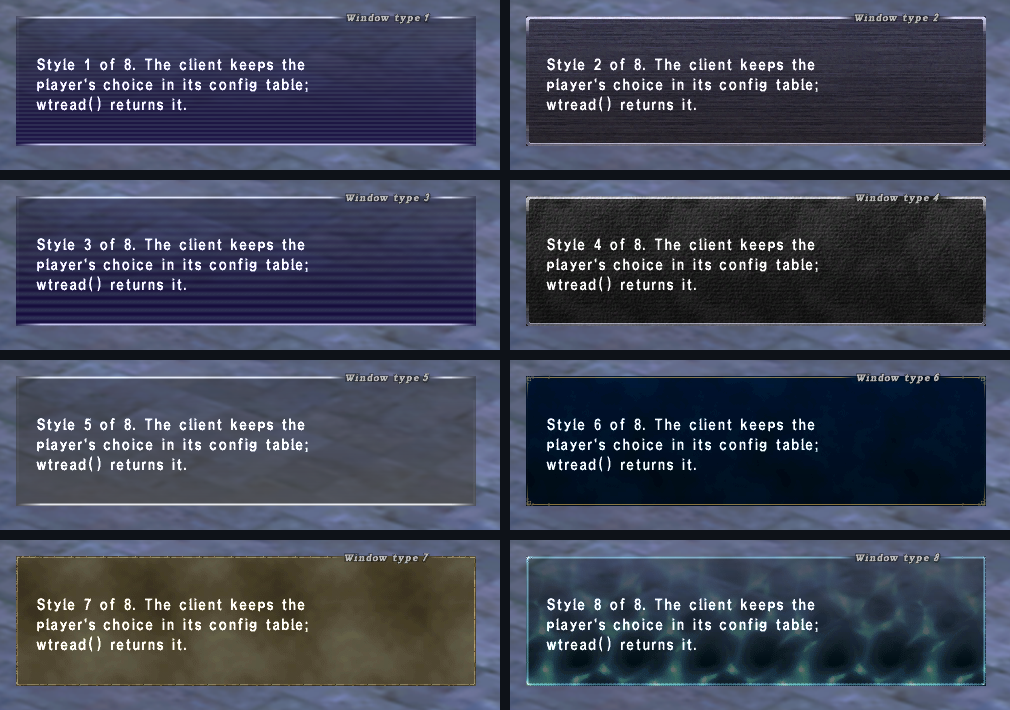 Window type 1
Style 1 of 8. The client keeps the
player's choice in its config table;
wtread() returns it.
Window type 2
Style 2 of 8. The client keeps the
player's choice in its config table;
wtread() returns it.
Window type 3
Style 3 of 8. The client keeps the
player's choice in its config table;
wtread() returns it.
Window type 4
Style 4 of 8. The client keeps the
player's choice in its config table;
wtread() returns it.
Window type 5
Style 5 of 8. The client keeps the
player's choice in its config table;
wtread() returns it.
Window type 6
Style 6 of 8. The client keeps the
player's choice in its config table;
wtread() returns it.
Window type 7
Style 7 of 8. The client keeps the
player's choice in its config table;
wtread() returns it.
Window type 8
Style 8 of 8. The client keeps the
player's choice in its config table;
wtread() returns it.